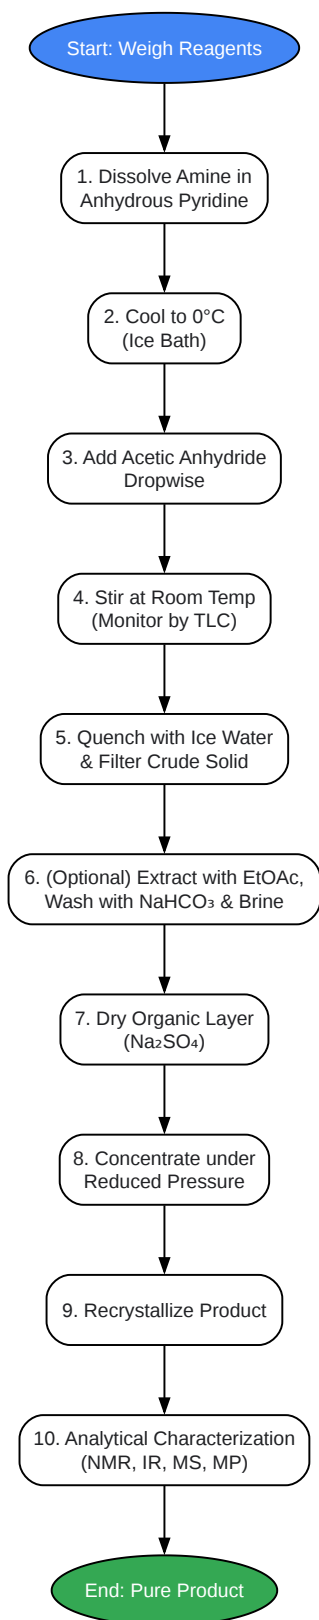 Start: Weigh Reagents
1. Dissolve Amine in
Anhydrous Pyridine
2. Cool to 0°C
(Ice Bath)
3. Add Acetic Anhydride
Dropwise
4. Stir at Room Temp
(Monitor by TLC)
5. Quench with Ice Water
& Filter Crude Solid
6. (Optional) Extract with EtOAc,
Wash with NaHCO₃ & Brine
7. Dry Organic Layer
(Na₂SO₄)
8. Concentrate under
Reduced Pressure
9. Recrystallize Product
10. Analytical Characterization
(NMR, IR, MS, MP)
End: Pure Product